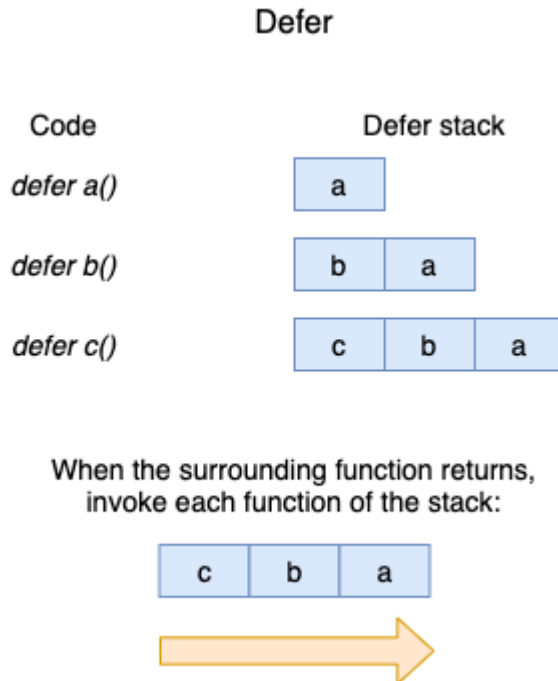 Defer
Code
Defer stack
defer a()
a
defer b()
b
a
defer c()
c
b
a
When the surrounding function returns,
invoke each function of the stack:
c
b
a